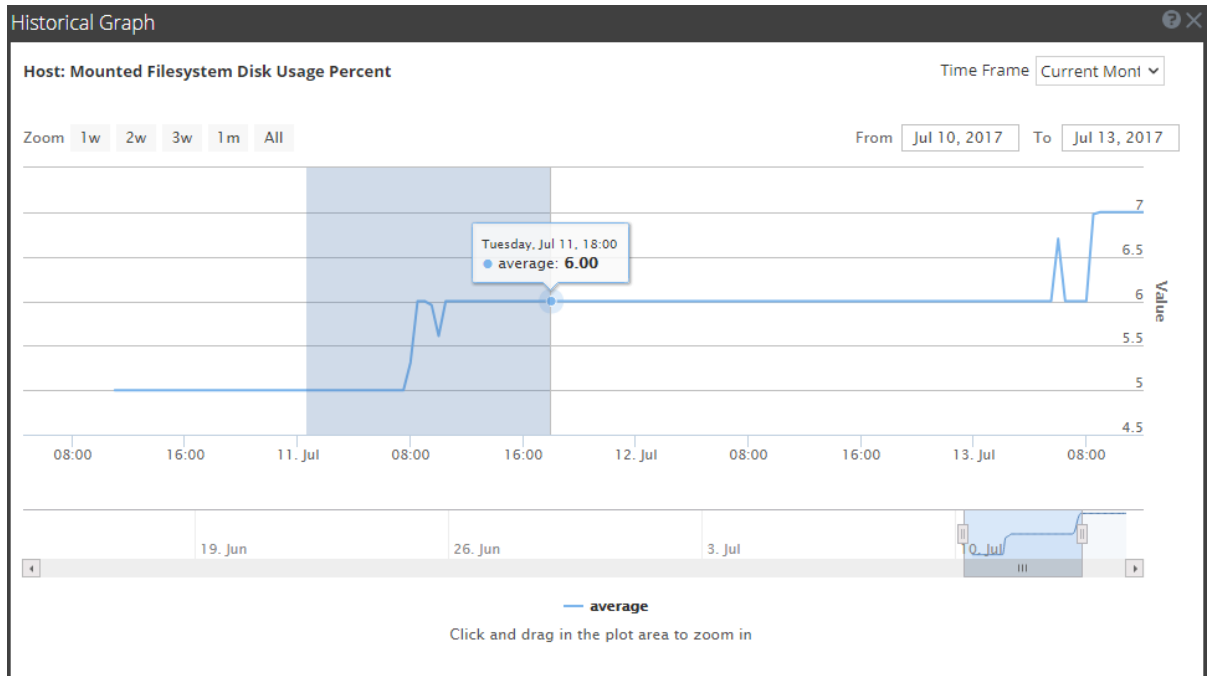 Historical Graph
Host: Mounted Filesystem Disk Usage Percent
Time Frame Current Mont
Zoom 1w 2w 3w 1m All
From Jul 10, 2017 To Jul 13, 2017
7
6.5
6
5.5
5
4.5
Value
Tuesday, Jul 11, 18:00
average: 6.00
08:00 16:00 11. Jul 08:00 16:00 12. Jul 08:00 16:00 13. Jul 08:00
19. Jun 26. Jun 3. Jul 10. Jul
average
Click and drag in the plot area to zoom in